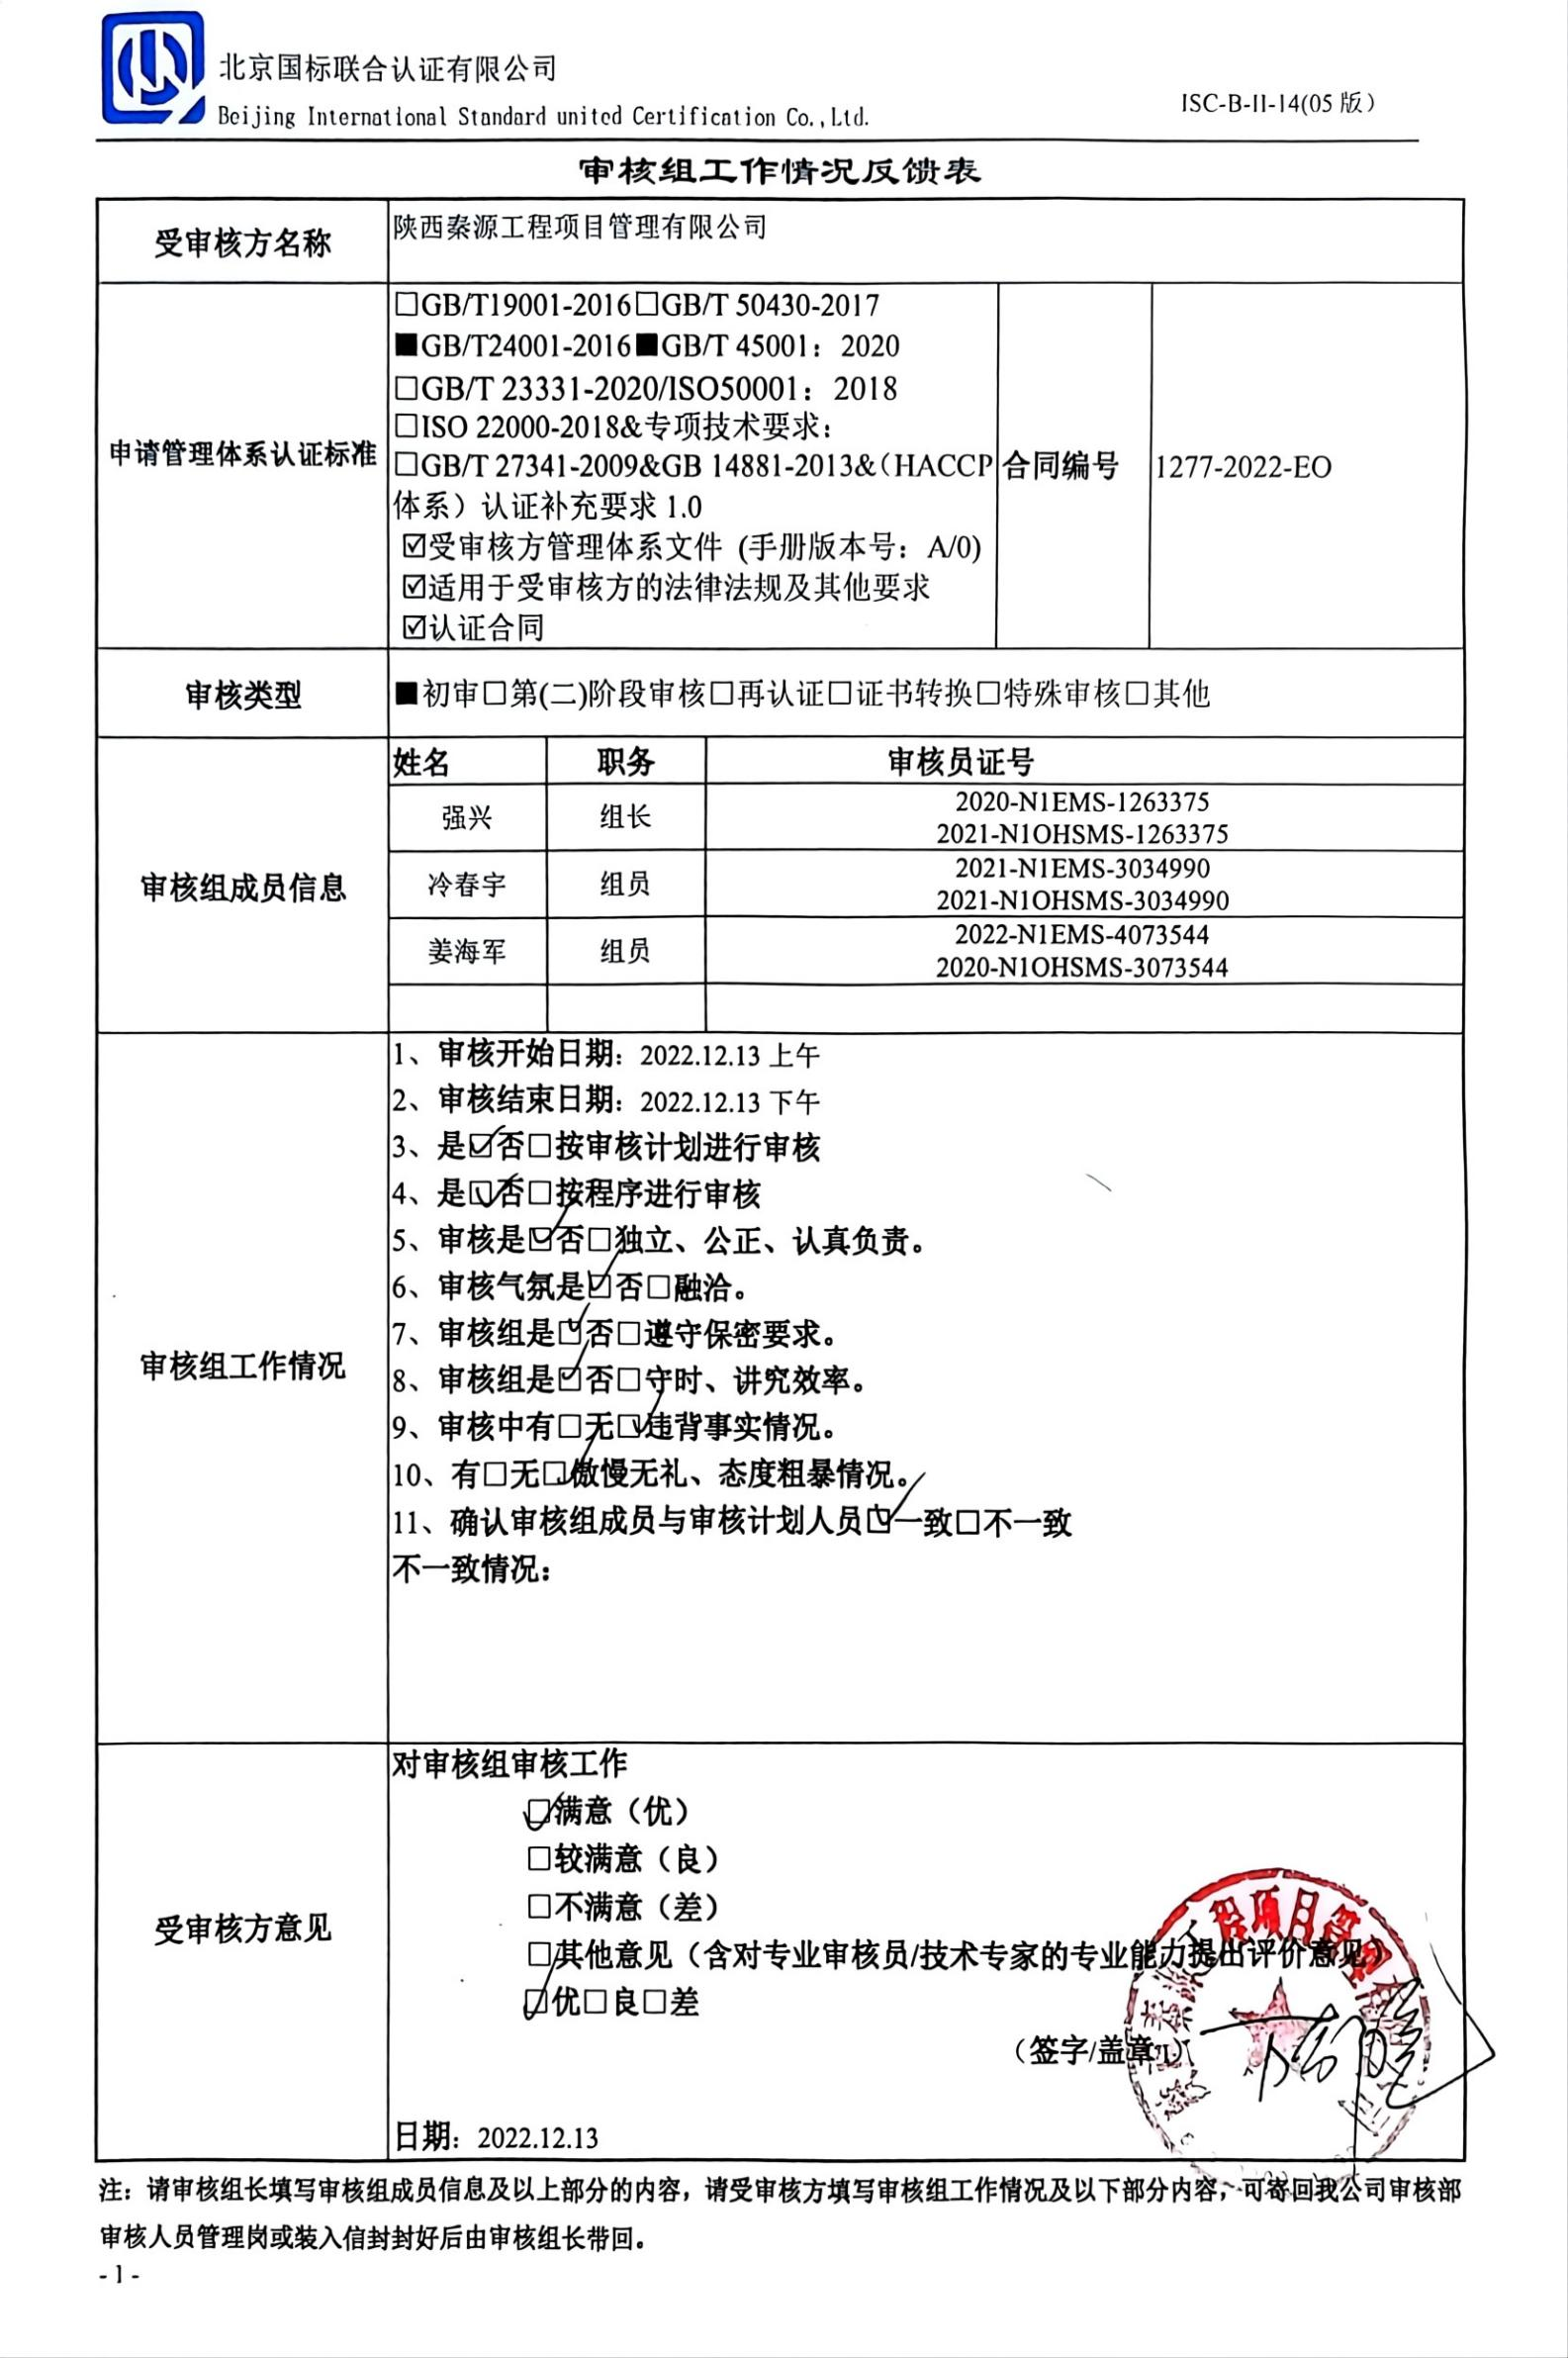 北京国标联合认证有限公司
Beijing International Standard united Certification Co.,Ltd.
ISC-B-II-14(05 版)
审核组工作情况反馈表
受审核方名称
陕西秦源工程项目管理有限公司
申请管理体系认证标准
□GB/T19001-2016□GB/T 50430-2017
■GB/T24001-2016■GB/T 45001：2020
□GB/T 23331-2020/ISO50001：2018
□ISO 22000-2018&专项技术要求：
□GB/T 27341-2009&GB 14881-2013&（HACCP
体系）认证补充要求 1.0
☑受审核方管理体系文件 (手册版本号：A/0)
☑适用于受审核方的法律法规及其他要求
☑认证合同
合同编号
1277-2022-EO
审核类型
■初审□第(二)阶段审核□再认证□证书转换□特殊审核□其他
审核组成员信息
姓名 职务 审核员证号
强兴 组长 2020-N1EMS-1263375
2021-N1OHSMS-1263375
冷春宇 组员 2021-N1EMS-3034990
2021-N1OHSMS-3034990
姜海军 组员 2022-N1EMS-4073544
2020-N1OHSMS-3073544
审核组工作情况
1、审核开始日期：2022.12.13 上午
2、审核结束日期：2022.12.13 下午
3、是☑否□按审核计划进行审核
4、是☑否□按程序进行审核
5、审核是☑否□独立、公正、认真负责。
6、审核气氛是☑否□融洽。
7、审核组是☑否□遵守保密要求。
8、审核组是☑否□守时、讲究效率。
9、审核中有□无☑违背事实情况。
10、有□无☑傲慢无礼、态度粗暴情况。
11、确认审核组成员与审核计划人员☑一致□不一致
不一致情况：
受审核方意见
对审核组审核工作
☑满意（优）
□较满意（良）
□不满意（差）
□其他意见（含对专业审核员/技术专家的专业能力提出评价意见）
☑优□良□差
（签字/盖章）
日期：2022.12.13
注：请审核组长填写审核组成员信息及以上部分的内容，请受审核方填写审核组工作情况及以下部分内容，可寄回我公司审核部
审核人员管理岗或装入信封封好后由审核组长带回。
- 1 -